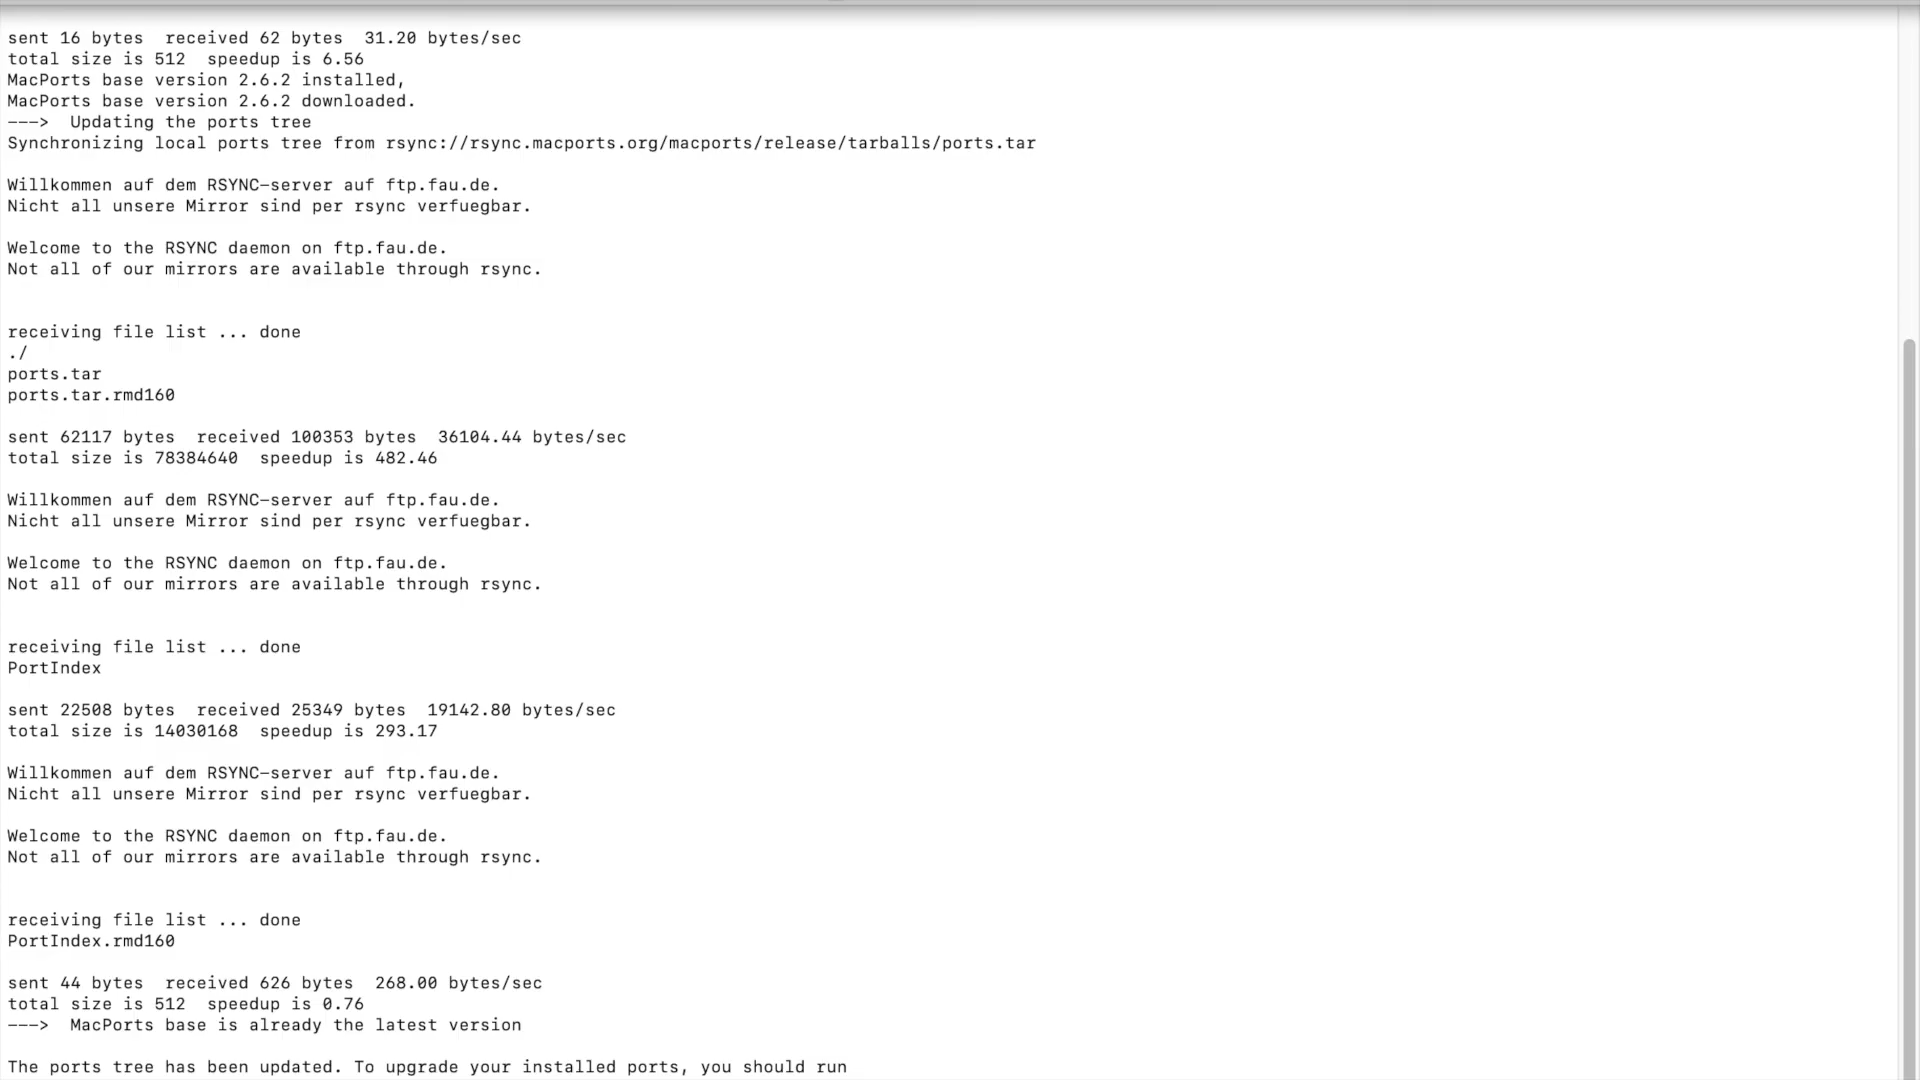 sent 16 bytes  received 62 bytes  31.20 bytes/sec
total size is 512  speedup is 6.56
MacPorts base version 2.6.2 installed,
MacPorts base version 2.6.2 downloaded.
--->  Updating the ports tree
Synchronizing local ports tree from rsync://rsync.macports.org/macports/release/tarballs/ports.tar
Willkommen auf dem RSYNC-server auf ftp.fau.de.
Nicht all unsere Mirror sind per rsync verfuegbar.
Welcome to the RSYNC daemon on ftp.fau.de.
Not all of our mirrors are available through rsync.
receiving file list ... done
./
ports.tar
ports.tar.rmd160
sent 62117 bytes  received 100353 bytes  36104.44 bytes/sec
total size is 78384640  speedup is 482.46
Willkommen auf dem RSYNC-server auf ftp.fau.de.
Nicht all unsere Mirror sind per rsync verfuegbar.
Welcome to the RSYNC daemon on ftp.fau.de.
Not all of our mirrors are available through rsync.
receiving file list ... done
PortIndex
sent 22508 bytes  received 25349 bytes  19142.80 bytes/sec
total size is 14030168  speedup is 293.17
Willkommen auf dem RSYNC-server auf ftp.fau.de.
Nicht all unsere Mirror sind per rsync verfuegbar.
Welcome to the RSYNC daemon on ftp.fau.de.
Not all of our mirrors are available through rsync.
receiving file list ... done
PortIndex.rmd160
sent 44 bytes  received 626 bytes  268.00 bytes/sec
total size is 512  speedup is 0.76
--->  MacPorts base is already the latest version
The ports tree has been updated. To upgrade your installed ports, you should run